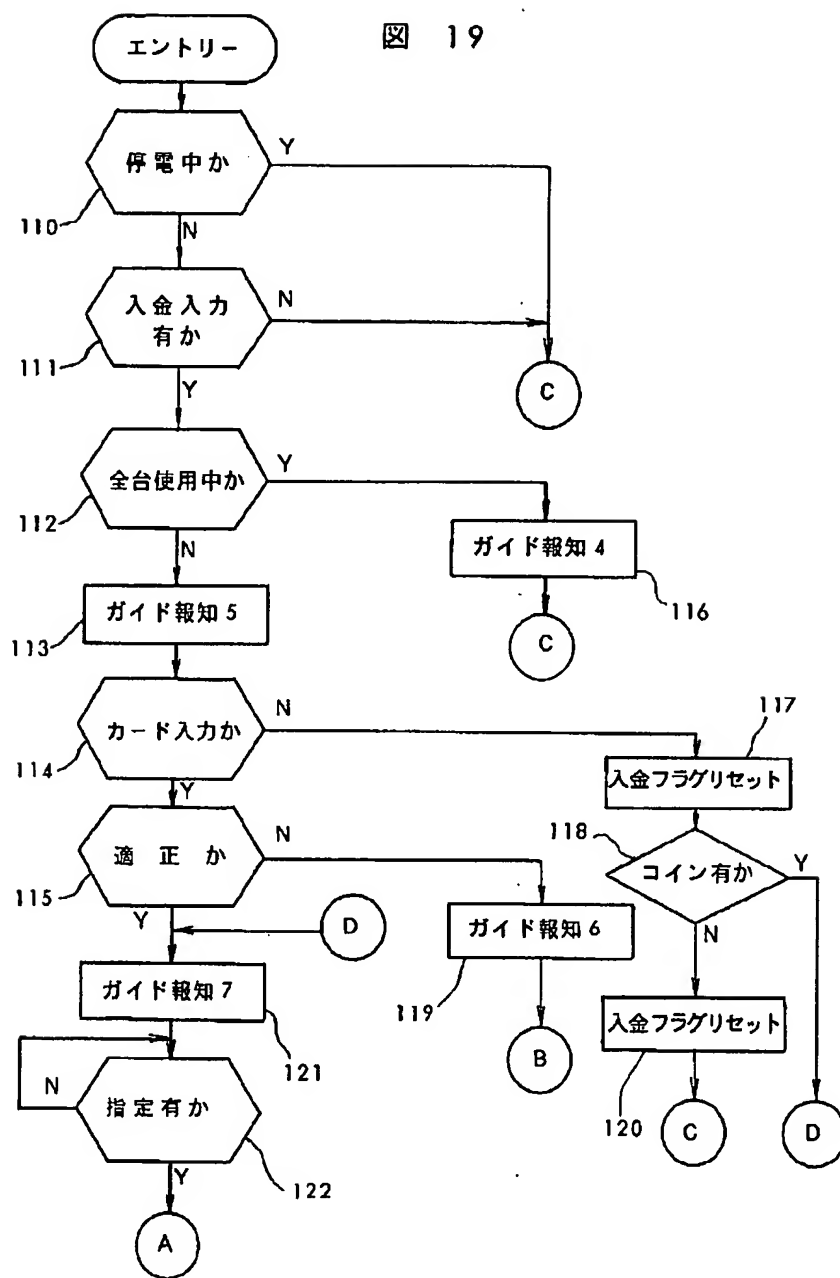 図 19
エントリー
停電中か
Y
110
N
入金入力
有か
N
111
Y
C
全台使用中か
Y
112
N
ガイド報知4
116
ガイド報知5
113
C
カード入力か
N
117
114
Y
入金フラグリセット
118
適正か
N
コイン有か
Y
115
Y
D
ガイド報知6
N
ガイド報知7
119
121
入金フラグリセット
N
B
指定有か
120
C
D
122
Y
A